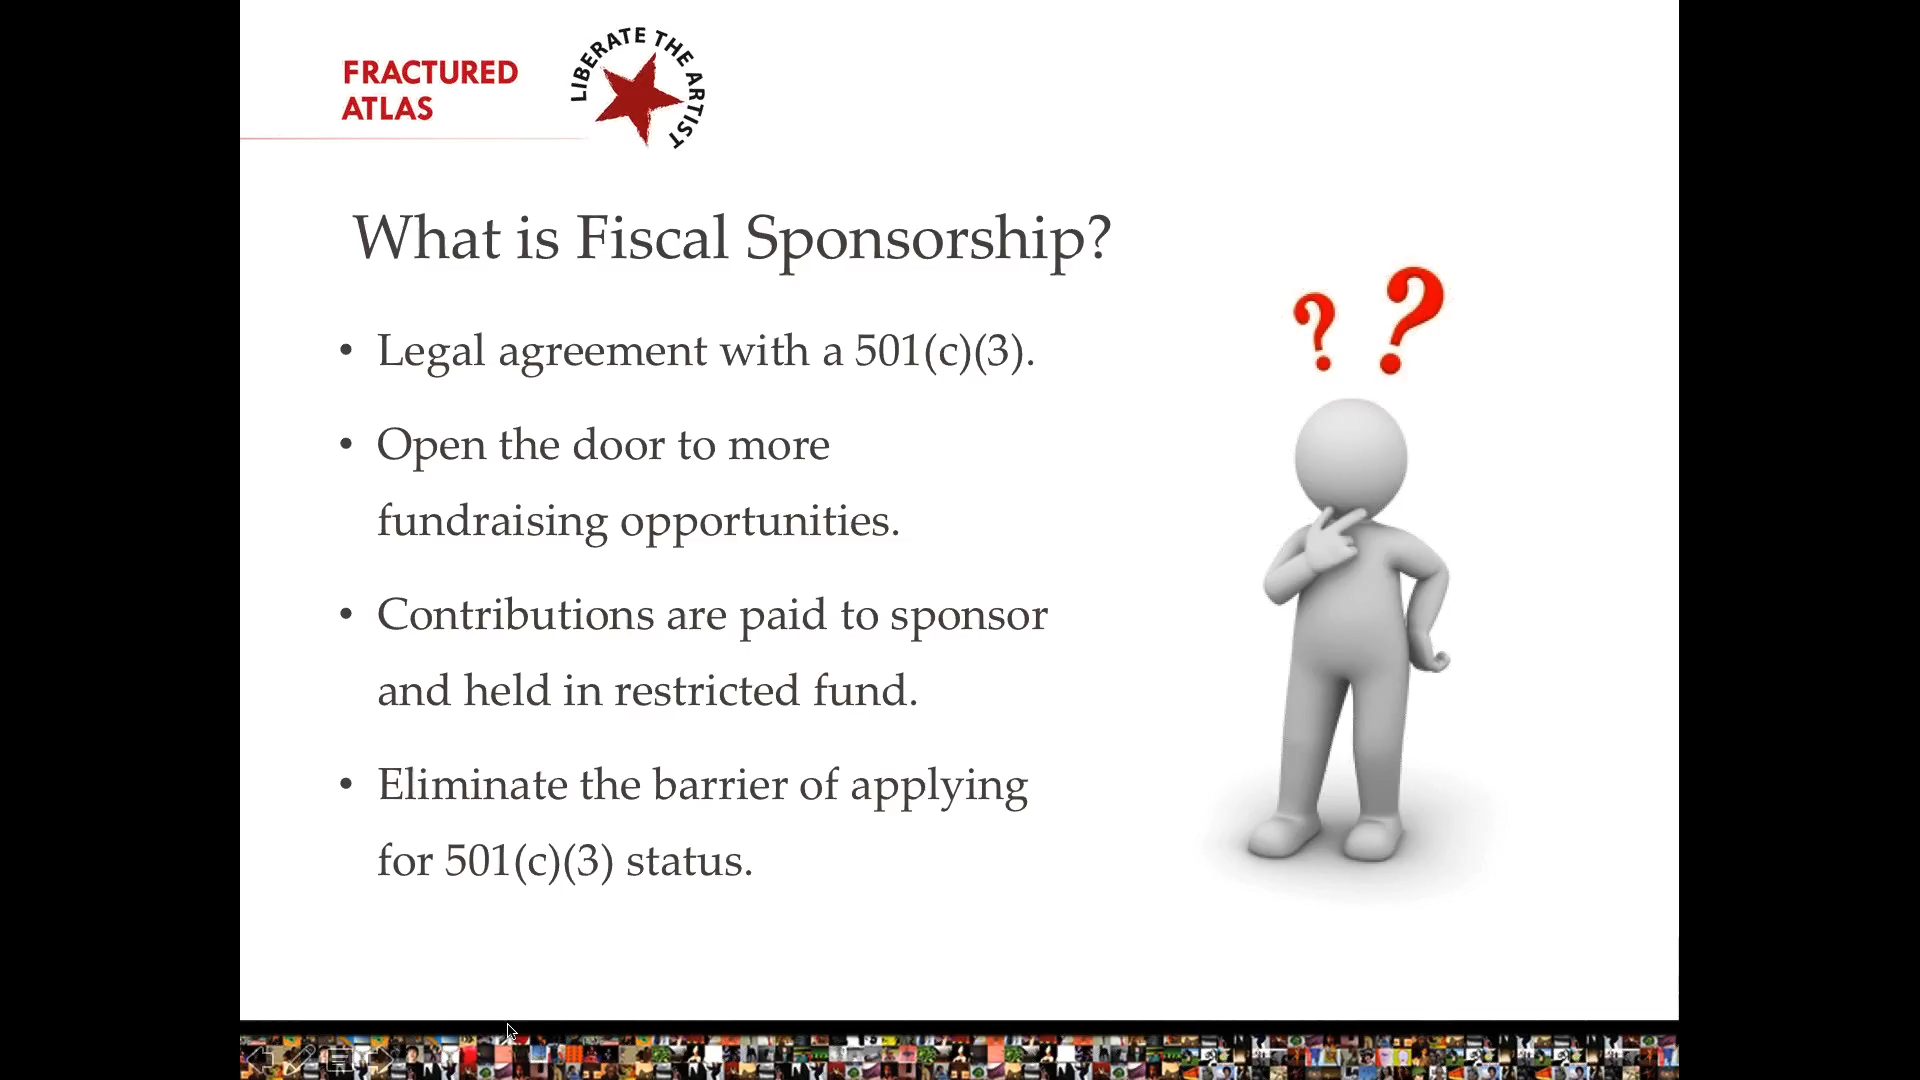 FRACTURED
ATLAS
LIBERATE THE ARTIST
What is Fiscal Sponsorship?
• Legal agreement with a 501(c)(3).
• Open the door to more
fundraising opportunities.
• Contributions are paid to sponsor
and held in restricted fund.
• Eliminate the barrier of applying
for 501(c)(3) status.
? ?